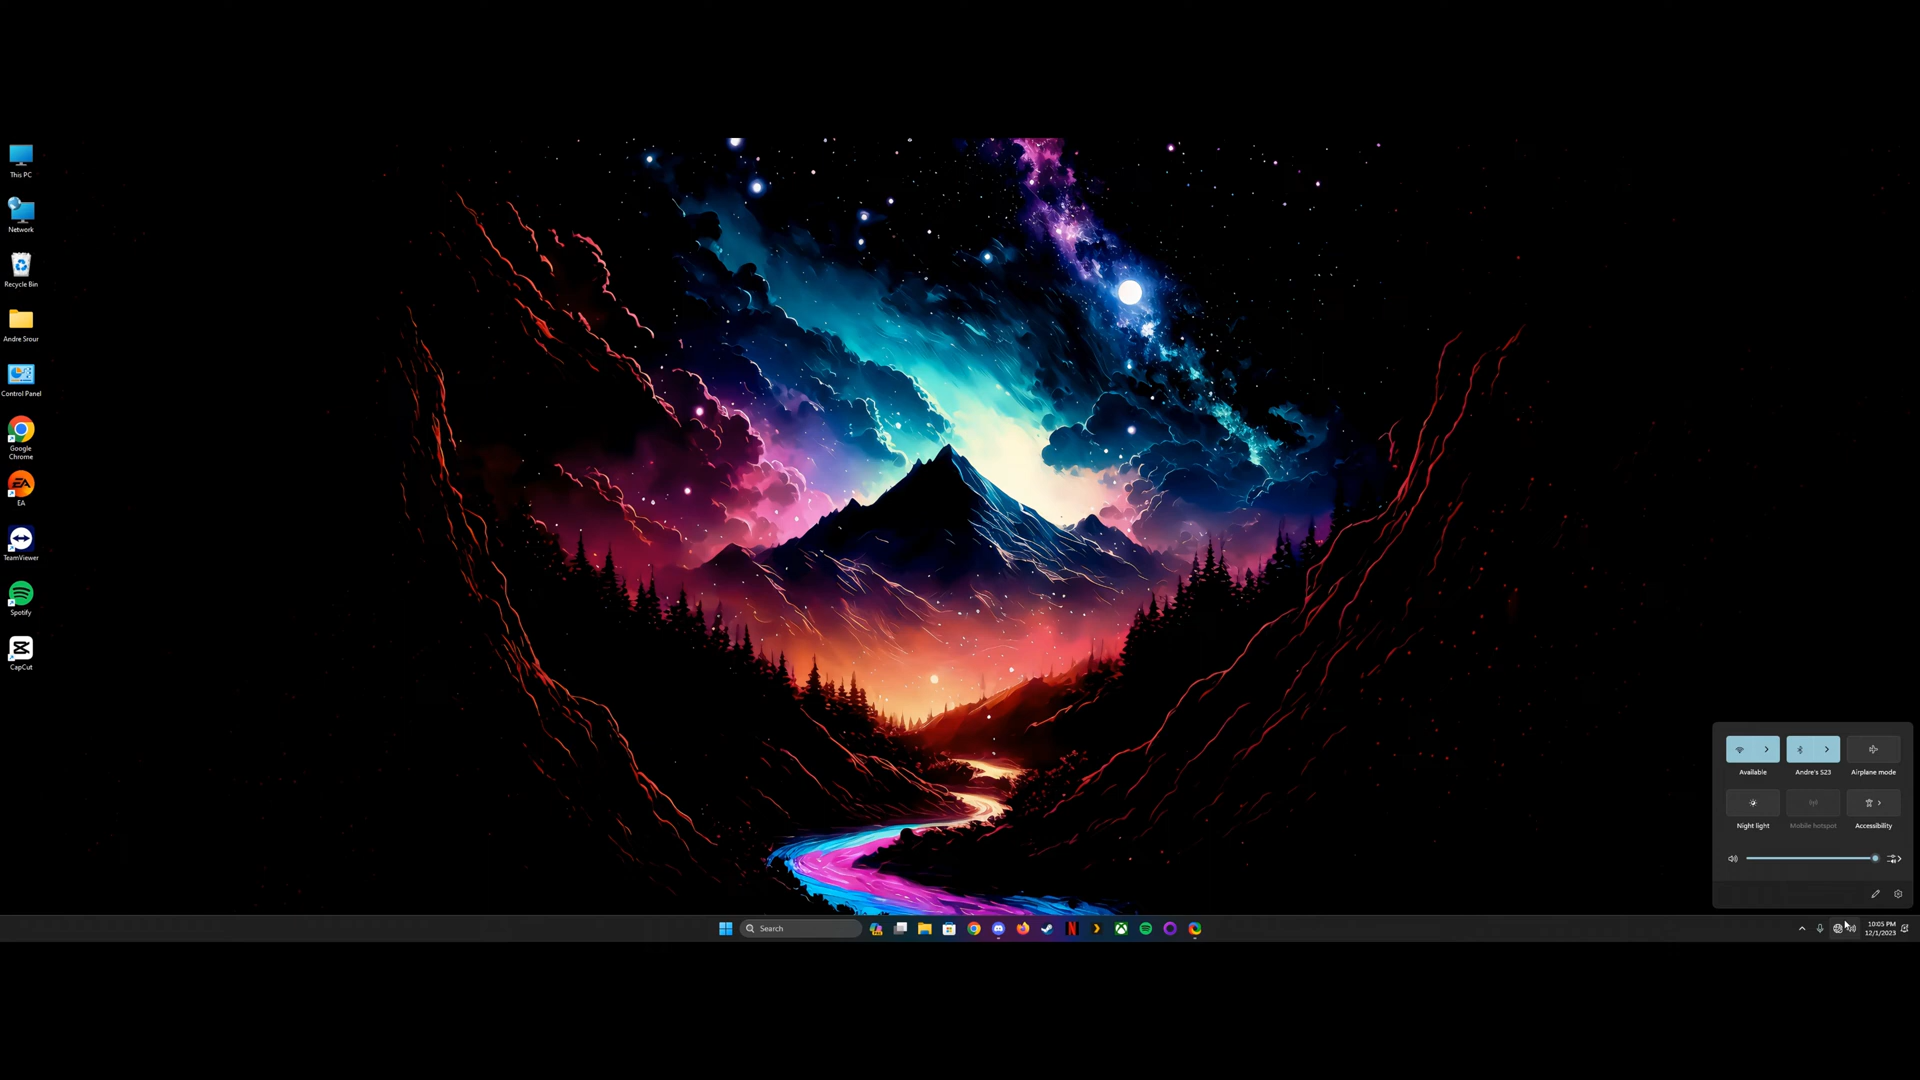 This PC
Network
Recycle Bin
Andre Srour
Control Panel
Google
Chrome
EA
EA
TeamViewer
Spotify
CapCut
Available
Andre's S23
Airplane mode
Night light
Mobile hotspot
Accessibility
Search
N
10:05 PM
12/1/2023